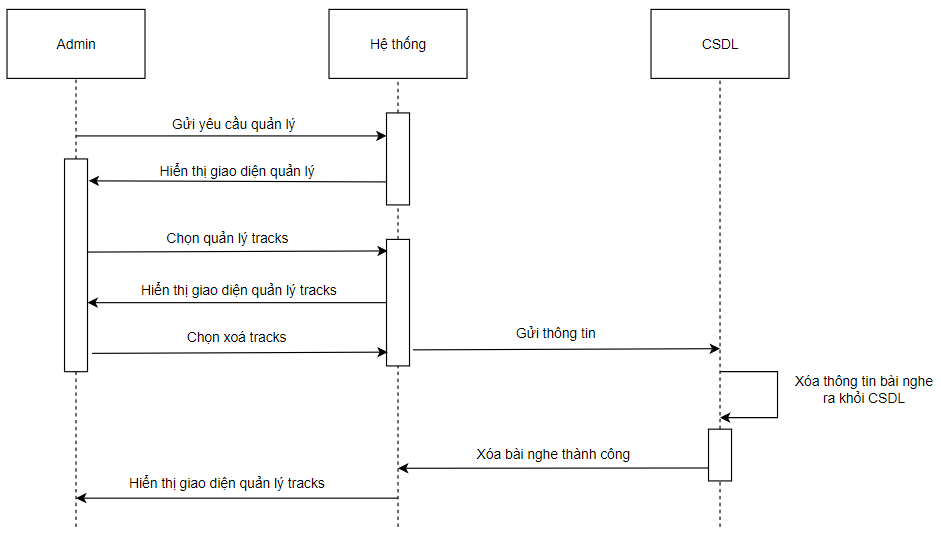 Admin
Hệ thống
CSDL
Gửi yêu cầu quản lý
Hiển thị giao diện quản lý
Chọn quản lý tracks
Hiển thị giao diện quản lý tracks
Chọn xoá tracks
Gửi thông tin
Xóa thông tin bài nghe
ra khỏi CSDL
Xóa bài nghe thành công
Hiển thị giao diện quản lý tracks